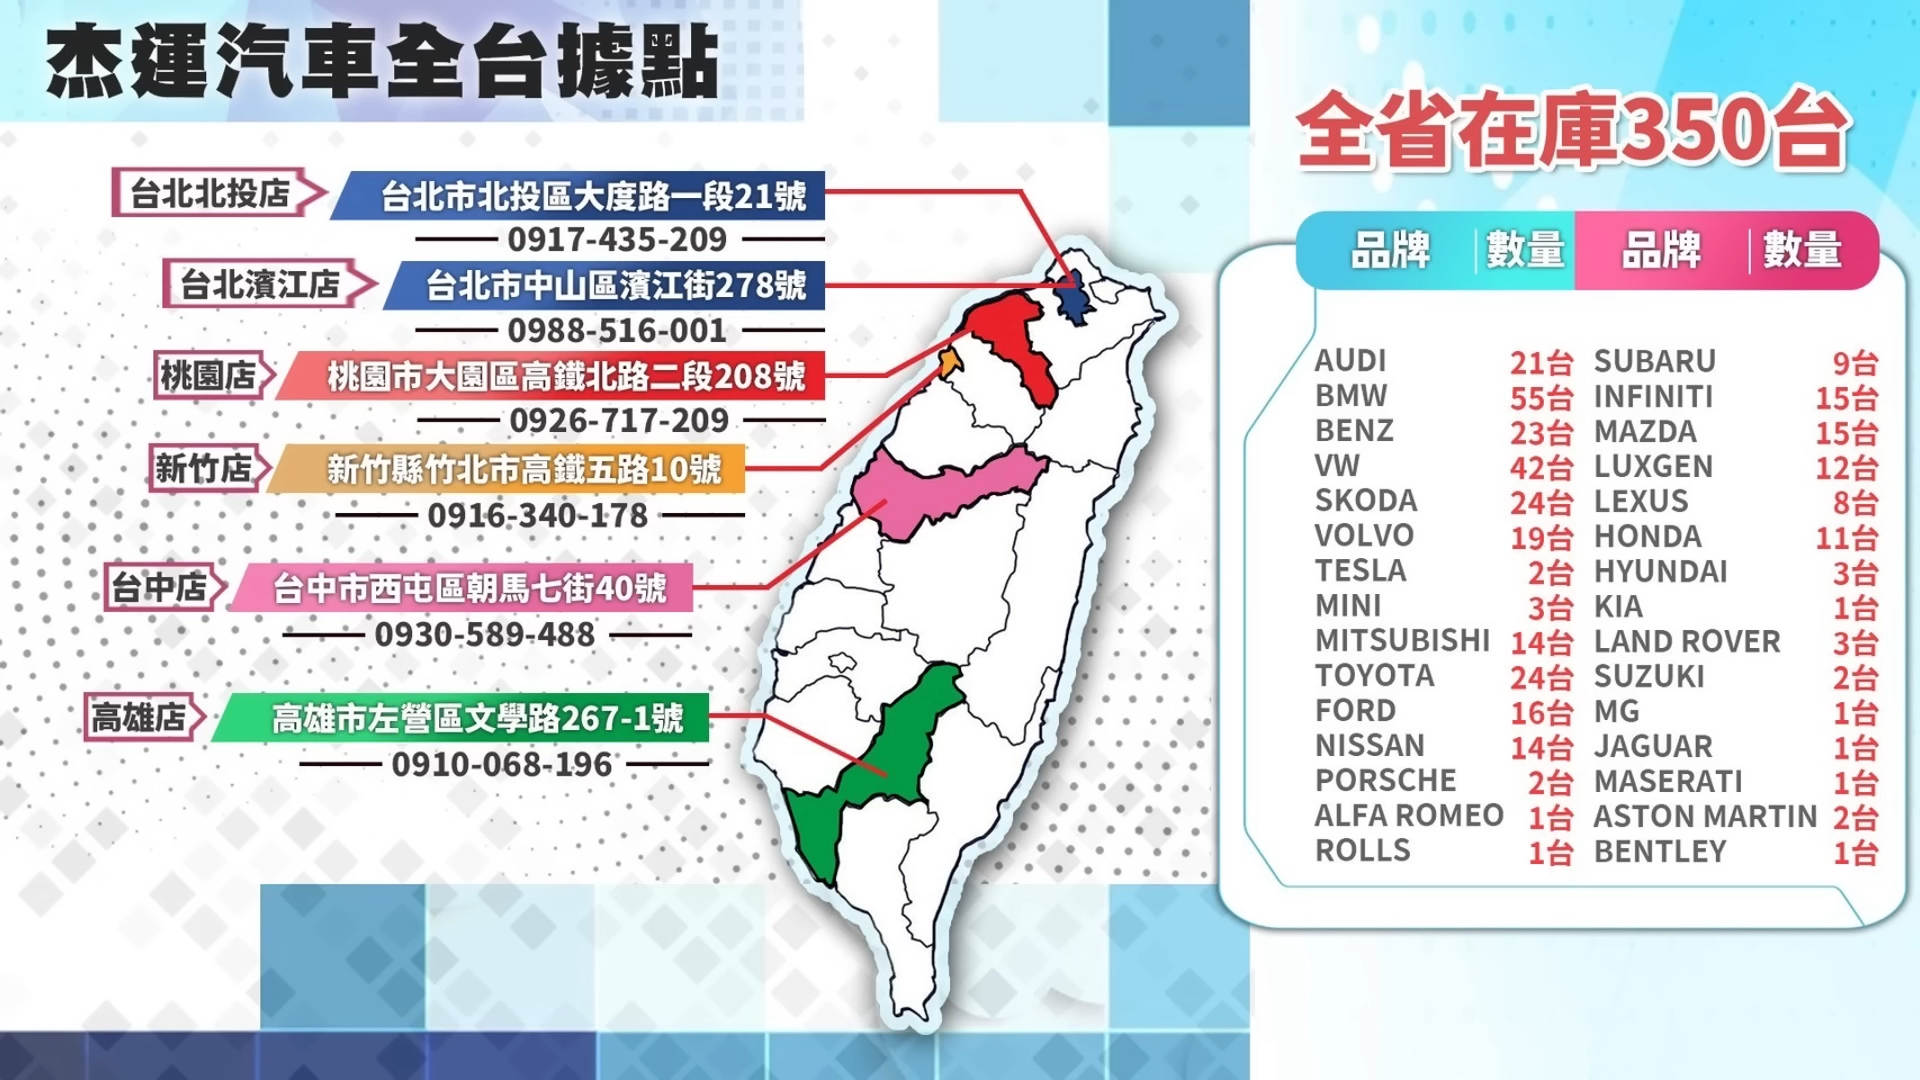 杰運汽車全台據點
台北北投店 台北市北投區大度路一段21號
0917-435-209
台北濱江店 台北市中山區濱江街278號
0988-516-001
桃園店 桃園市大園區高鐵北路二段208號
0926-717-209
新竹店 新竹縣竹北市高鐵五路10號
0916-340-178
台中店 台中市西屯區朝馬七街40號
0930-589-488
高雄店 高雄市左營區文學路267-1號
0910-068-196
全省在庫350台
品牌 數量 品牌 數量
AUDI 21台 SUBARU 9台
BMW 55台 INFINITI 15台
BENZ 23台 MAZDA 15台
VW 42台 LUXGEN 12台
SKODA 24台 LEXUS 8台
VOLVO 19台 HONDA 11台
TESLA 2台 HYUNDAI 3台
MINI 3台 KIA 1台
MITSUBISHI 14台 LAND ROVER 3台
TOYOTA 24台 SUZUKI 2台
FORD 16台 MG 1台
NISSAN 14台 JAGUAR 1台
PORSCHE 2台 MASERATI 1台
ALFA ROMEO 1台 ASTON MARTIN 2台
ROLLS 1台 BENTLEY 1台